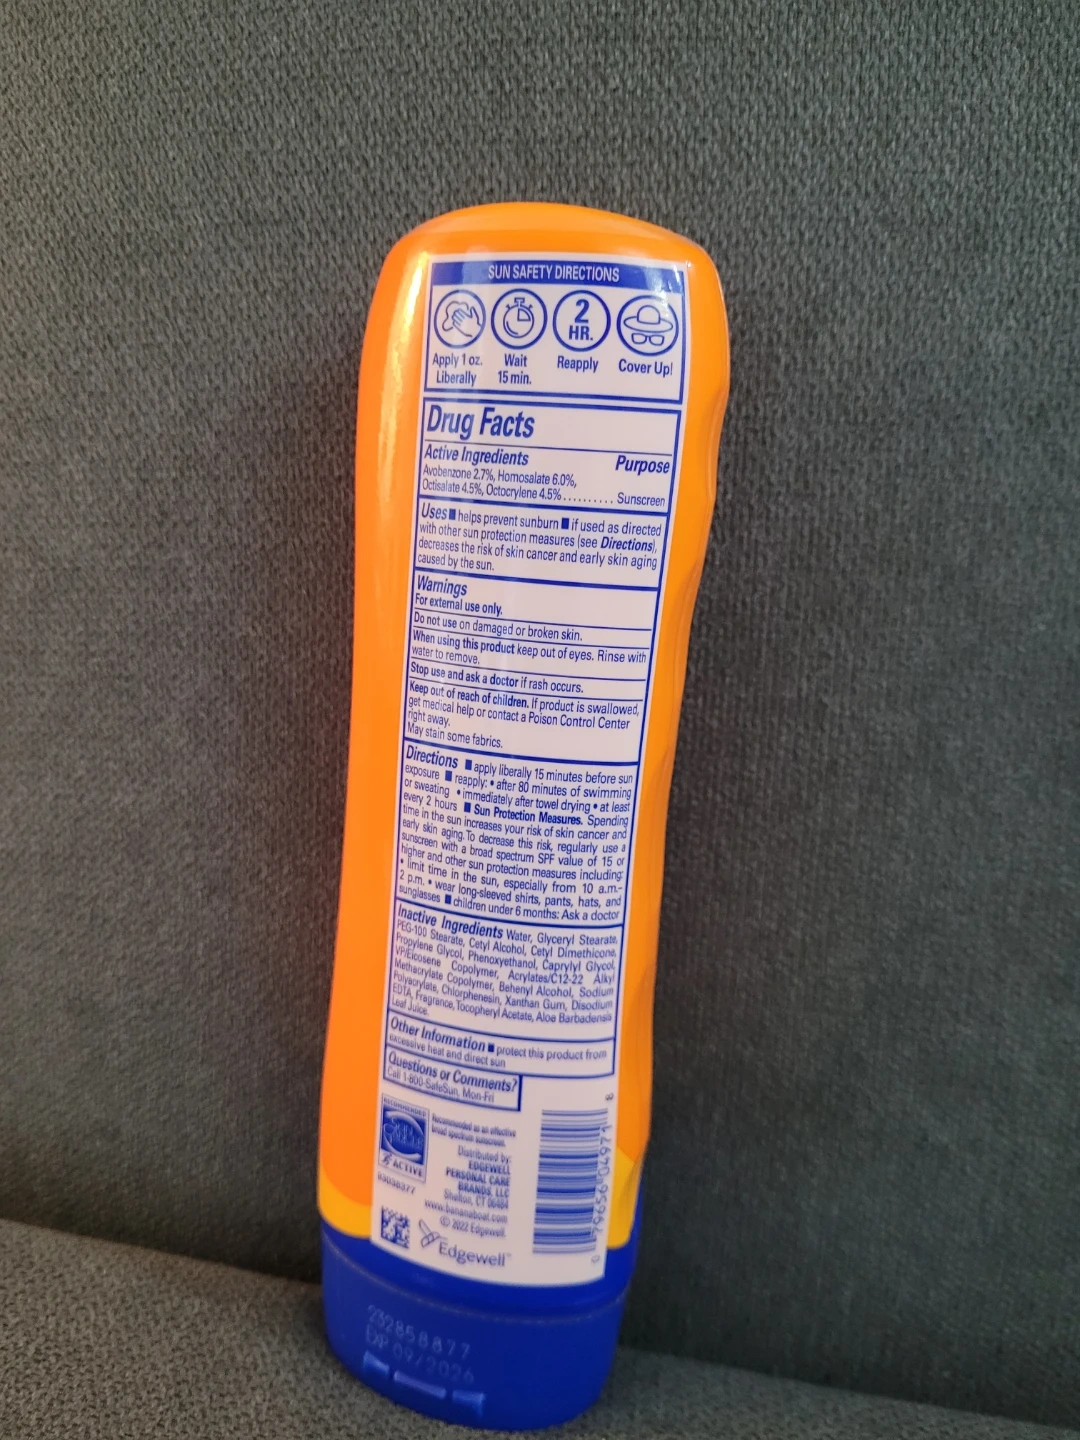 SUN SAFETY DIRECTIONS
2
HR.
Apply 1 oz.
Liberally
Wait
15 min.
Reapply
Cover Up!
Drug Facts
Active Ingredients Purpose
Avobenzone 2.7%, Homosalate 6.0%,
Octisalate 4.5%, Octocrylene 4.5%.......... Sunscreen
Uses ■ helps prevent sunburn ■ if used as directed
with other sun protection measures (see Directions),
decreases the risk of skin cancer and early skin aging
caused by the sun.
Warnings
For external use only.
Do not use on damaged or broken skin.
When using this product keep out of eyes. Rinse with
water to remove.
Stop use and ask a doctor if rash occurs.
Keep out of reach of children. If product is swallowed,
get medical help or contact a Poison Control Center
right away.
May stain some fabrics.
Directions ■ apply liberally 15 minutes before sun
exposure ■ reapply: • after 80 minutes of swimming
or sweating • immediately after towel drying • at least
every 2 hours ■ Sun Protection Measures. Spending
time in the sun increases your risk of skin cancer and
early skin aging. To decrease this risk, regularly use a
sunscreen with a broad spectrum SPF value of 15 or
higher and other sun protection measures including:
• limit time in the sun, especially from 10 a.m.-
2 p.m. • wear long-sleeved shirts, pants, hats, and
sunglasses ■ children under 6 months: Ask a doctor
Inactive Ingredients Water, Glyceryl Stearate,
PEG-100 Stearate, Cetyl Alcohol, Cetyl Dimethicone,
Propylene Glycol, Phenoxyethanol, Caprylyl Glycol,
VP/Eicosene Copolymer, Acrylates/C12-22 Alkyl
Methacrylate Copolymer, Behenyl Alcohol, Sodium
Polyacrylate, Chlorphenesin, Xanthan Gum, Disodium
EDTA, Fragrance, Tocopheryl Acetate, Aloe Barbadensis
Leaf Juice.
Other Information ■ protect this product from
excessive heat and direct sun
Questions or Comments?
Call 1-800-SafeSun, Mon-Fri
RECOMMENDED
ACTIVE
Recommended as an effective
broad spectrum sunscreen.
Distributed by:
EDGEWELL
PERSONAL CARE
BRANDS, LLC
Shelton, CT 06484
www.bananaboat.com
© 2022 Edgewell.
Edgewell™
0 79656 04977 8
232858877
DP 09/2026